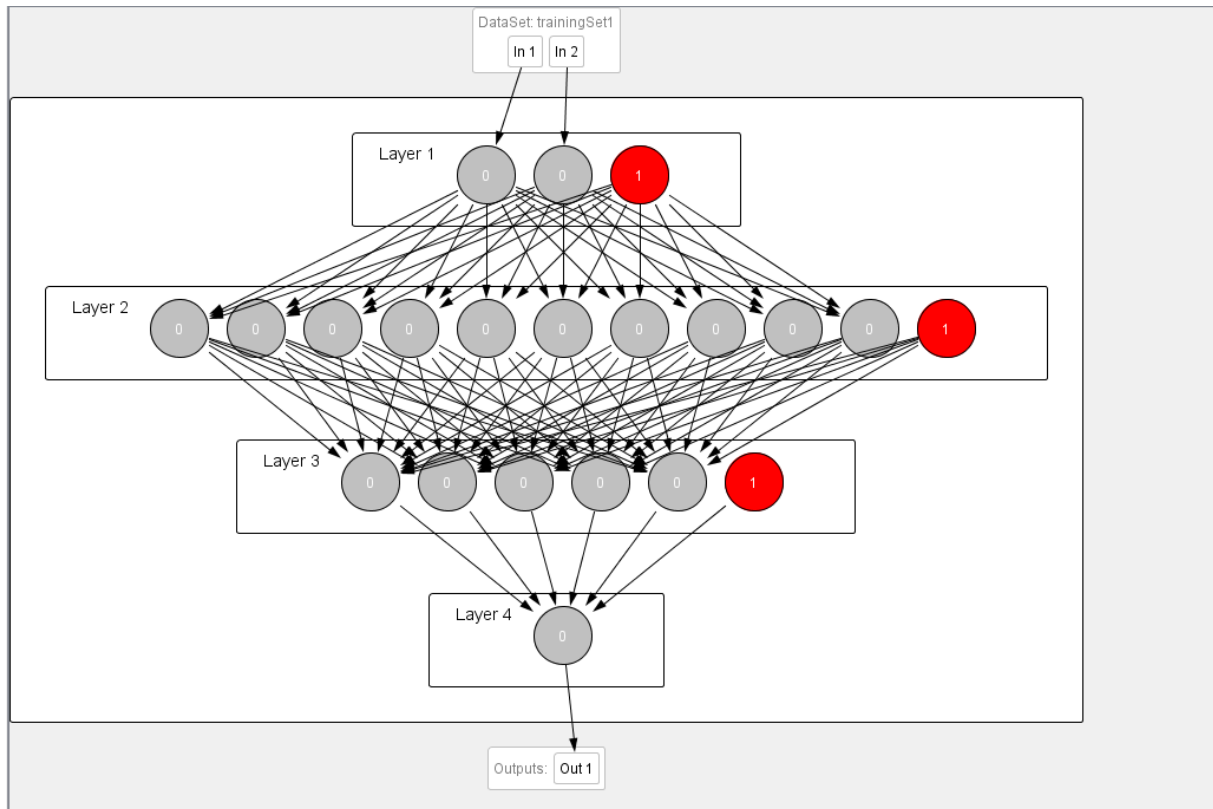 DataSet: trainingSet1
In 1 In 2
Layer 1
0 0 1
Layer 2
0 0 0 0 0 0 0 0 0 0 1
Layer 3
0 0 0 0 0 1
Layer 4
0
Outputs: Out 1